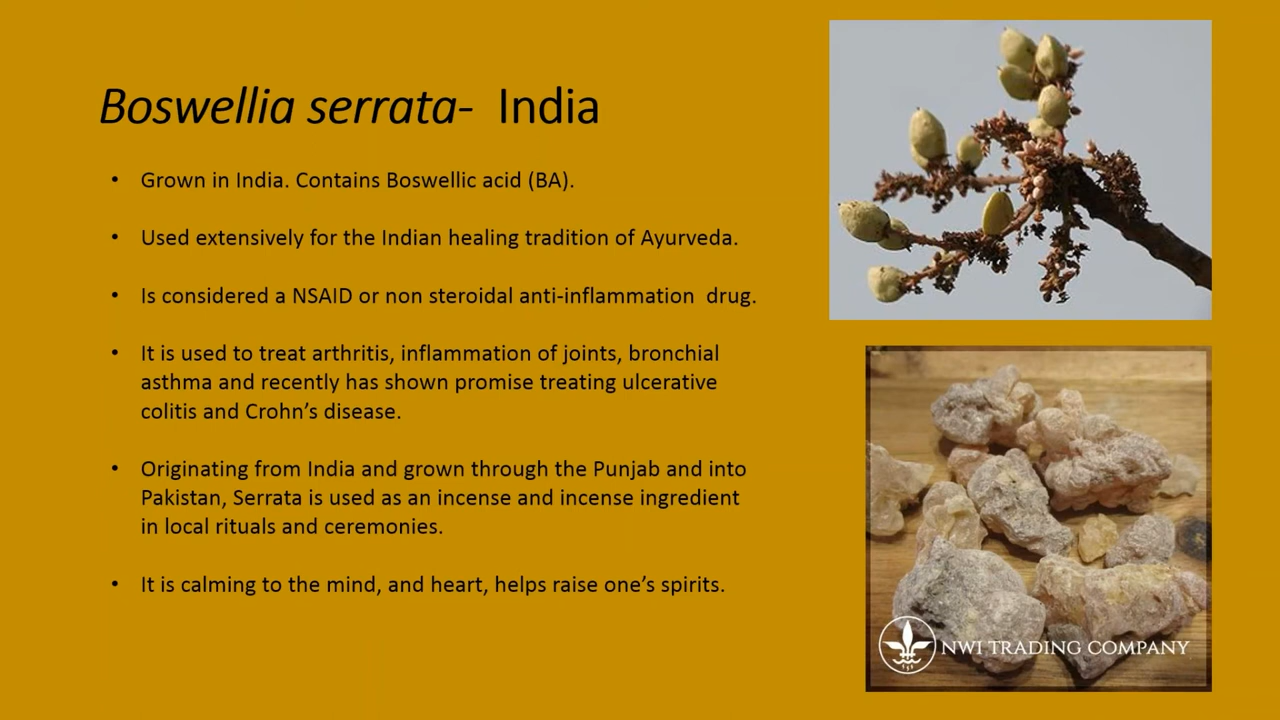 Boswellia serrata- India
• Grown in India. Contains Boswellic acid (BA).
• Used extensively for the Indian healing tradition of Ayurveda.
• Is considered a NSAID or non steroidal anti-inflammation drug.
• It is used to treat arthritis, inflammation of joints, bronchial
asthma and recently has shown promise treating ulcerative
colitis and Crohn’s disease.
• Originating from India and grown through the Punjab and into
Pakistan, Serrata is used as an incense and incense ingredient
in local rituals and ceremonies.
• It is calming to the mind, and heart, helps raise one’s spirits.
NWI TRADING COMPANY